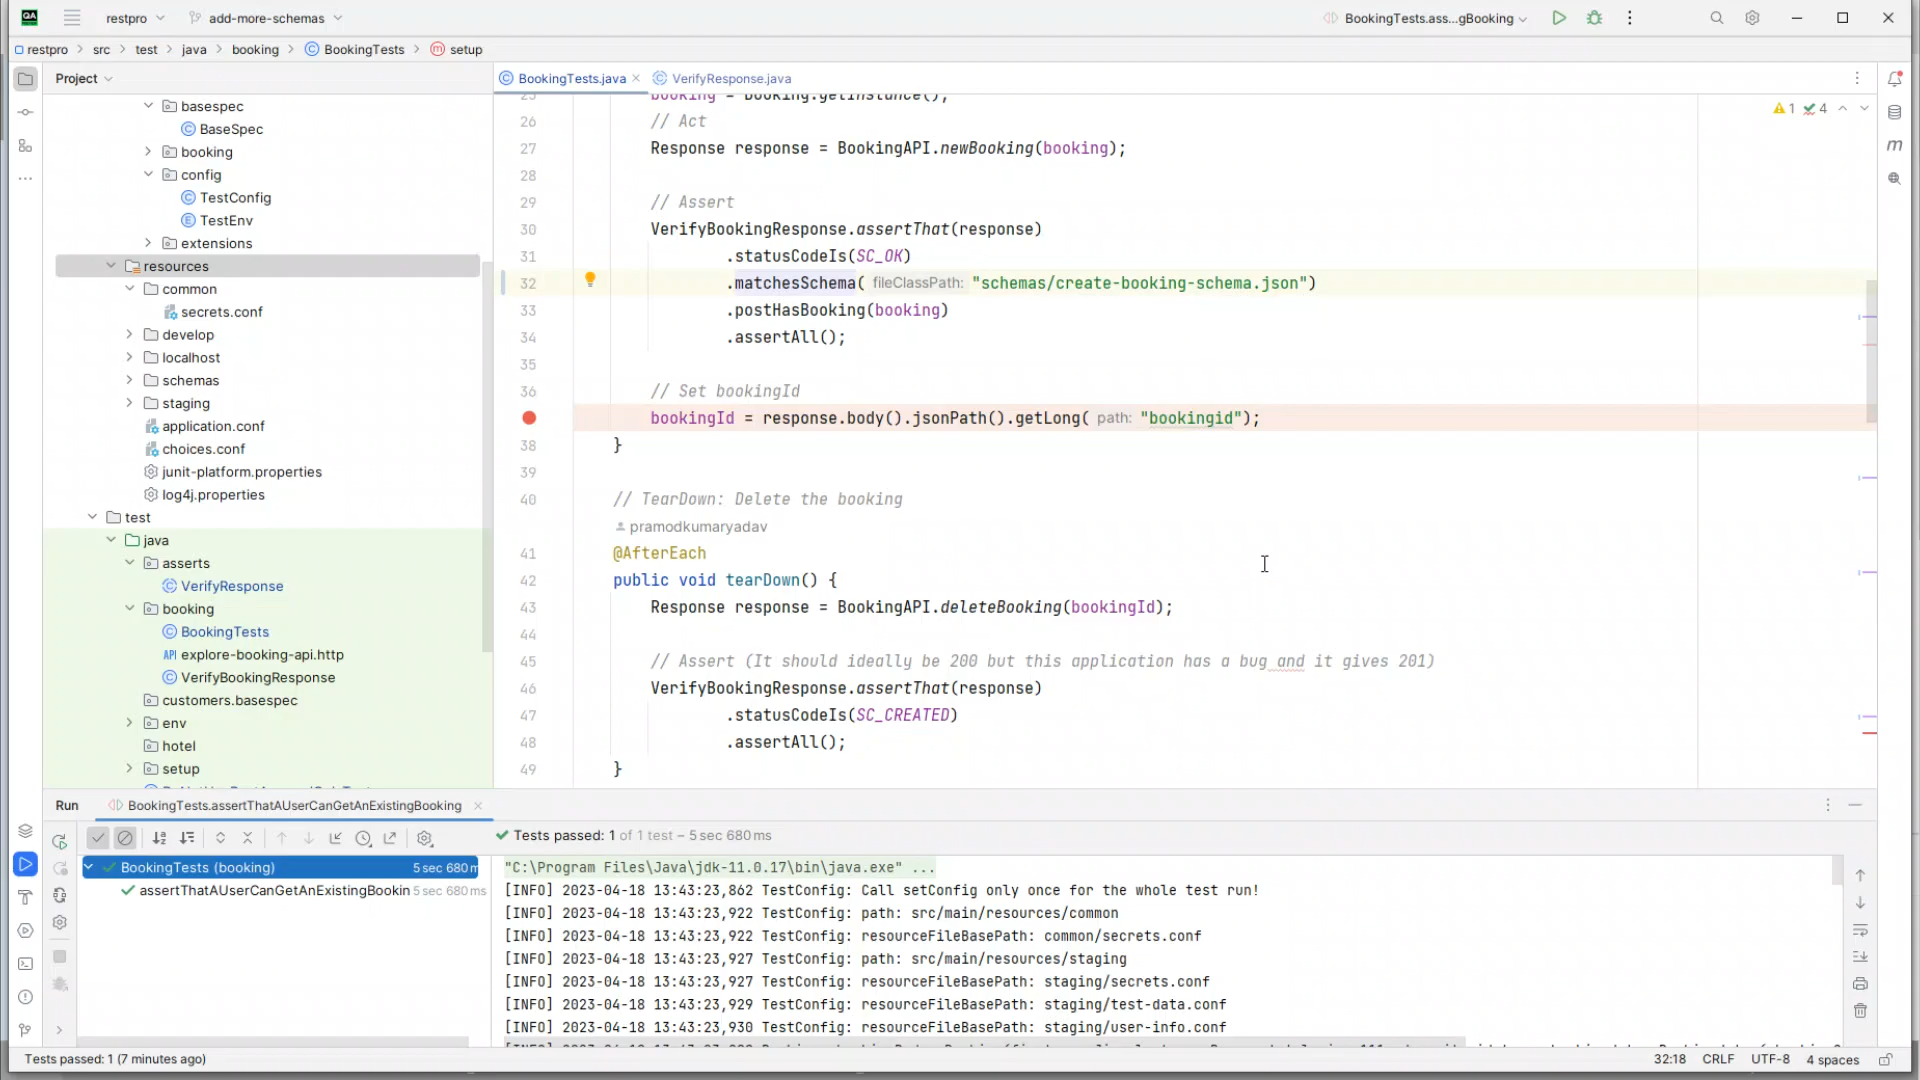 QA
restpro
add-more-schemas
BookingTests.ass...gBooking
restpro > src > test > java > booking > BookingTests > setup
Project
BookingTests.java
VerifyResponse.java
basespec
BaseSpec
booking
config
TestConfig
TestEnv
extensions
resources
common
secrets.conf
develop
localhost
schemas
staging
application.conf
choices.conf
junit-platform.properties
log4j.properties
test
java
asserts
VerifyResponse
booking
BookingTests
API explore-booking-api.http
VerifyBookingResponse
customers.basespec
env
hotel
setup
1 4
25 booking = Booking.getInstance();
26 // Act
27 Response response = BookingAPI.newBooking(booking);
28
29 // Assert
30 VerifyBookingResponse.assertThat(response)
31 .statusCodeIs(SC_OK)
32 .matchesSchema( fileClassPath: "schemas/create-booking-schema.json")
33 .postHasBooking(booking)
34 .assertAll();
35
36 // Set bookingId
bookingId = response.body().jsonPath().getLong( path: "bookingid");
38 }
39
40 // TearDown: Delete the booking
pramodkumaryadav
41 @AfterEach
42 public void tearDown() {
43 Response response = BookingAPI.deleteBooking(bookingId);
44
45 // Assert (It should ideally be 200 but this application has a bug and it gives 201)
46 VerifyBookingResponse.assertThat(response)
47 .statusCodeIs(SC_CREATED)
48 .assertAll();
49 }
Run
BookingTests.assertThatAUserCanGetAnExistingBooking
Tests passed: 1 of 1 test – 5 sec 680 ms
BookingTests (booking) 5 sec 680 m
assertThatAUserCanGetAnExistingBookin 5 sec 680 ms
"C:\Program Files\Java\jdk-11.0.17\bin\java.exe" ...
[INFO] 2023-04-18 13:43:23,862 TestConfig: Call setConfig only once for the whole test run!
[INFO] 2023-04-18 13:43:23,922 TestConfig: path: src/main/resources/common
[INFO] 2023-04-18 13:43:23,922 TestConfig: resourceFileBasePath: common/secrets.conf
[INFO] 2023-04-18 13:43:23,927 TestConfig: path: src/main/resources/staging
[INFO] 2023-04-18 13:43:23,927 TestConfig: resourceFileBasePath: staging/secrets.conf
[INFO] 2023-04-18 13:43:23,929 TestConfig: resourceFileBasePath: staging/test-data.conf
[INFO] 2023-04-18 13:43:23,930 TestConfig: resourceFileBasePath: staging/user-info.conf
Tests passed: 1 (7 minutes ago)
32:18 CRLF UTF-8 4 spaces